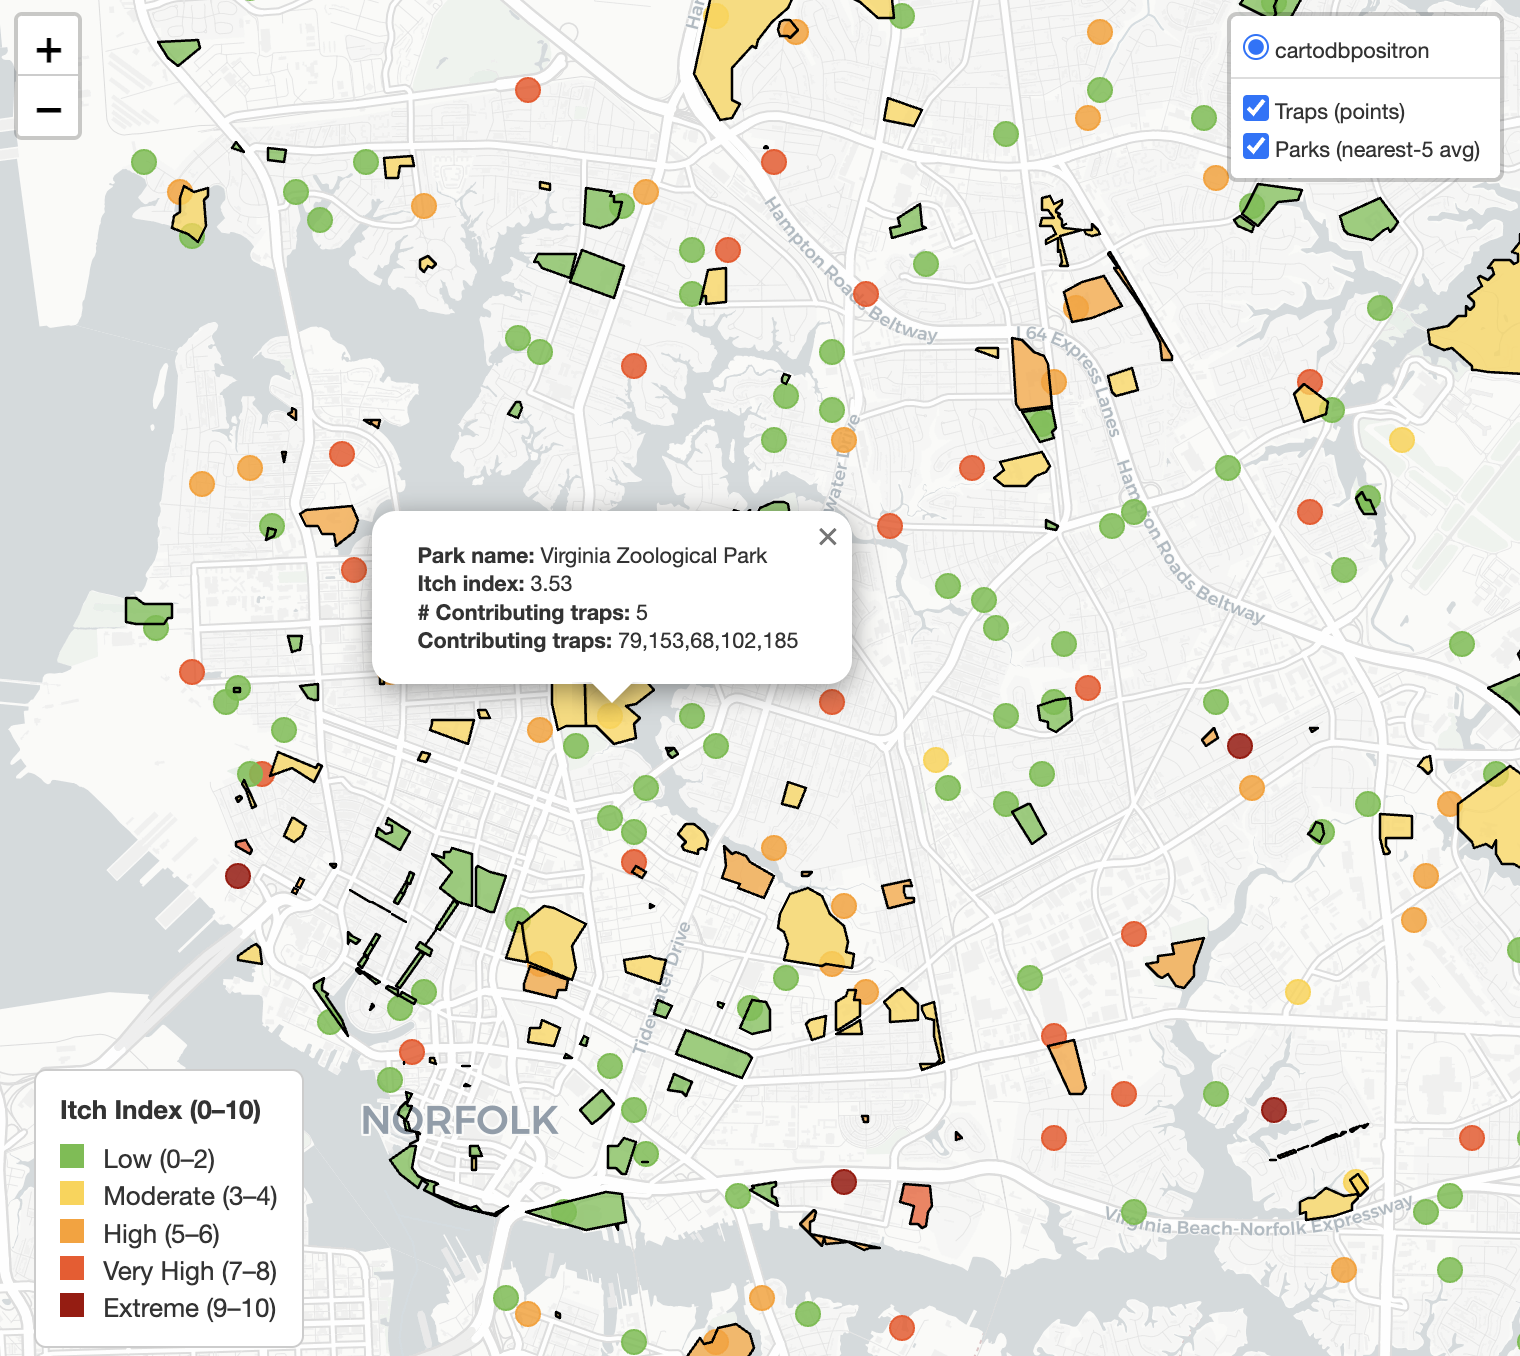 +
−
Hampton Roads Beltway
cartodbpositron
Traps (points)
Parks (nearest-5 avg)
I 64 Express Lanes
Hampton Roads Beltway
water Drive
Park name: Virginia Zoological Park
Itch index: 3.53
# Contributing traps: 5
Contributing traps: 79,153,68,102,185
×
Tidewater Drive
NORFOLK
Virginia Beach-Norfolk Expressway
Itch Index (0–10)
Low (0–2)
Moderate (3–4)
High (5–6)
Very High (7–8)
Extreme (9–10)